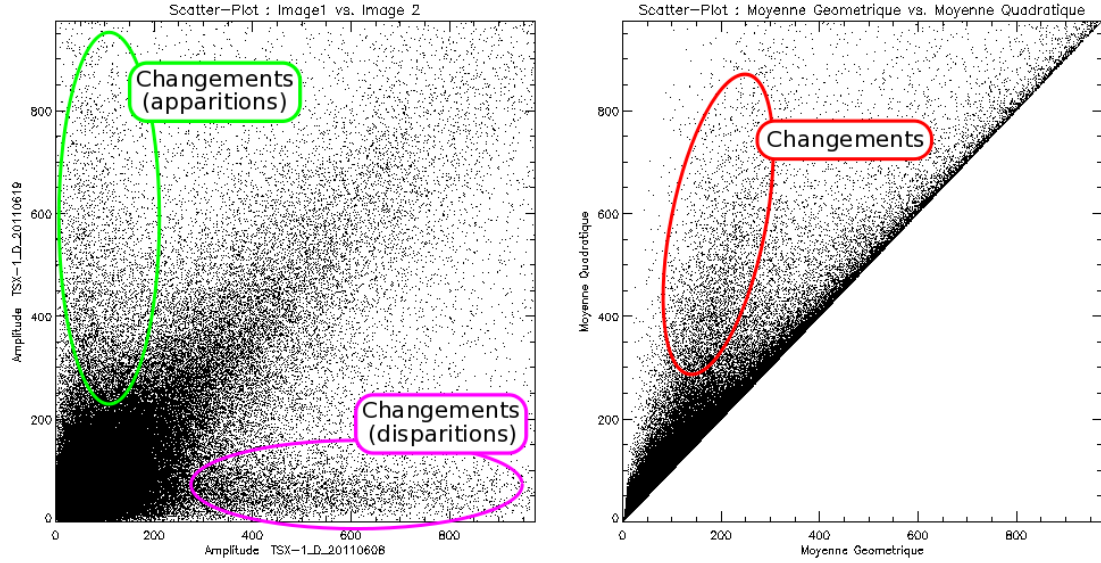 Scatter-Plot : Image1 vs. Image 2
Changements
(apparitions)
Changements
(disparitions)
Amplitude TSX-1_D_20110619
800
600
400
200
0
0 200 400 600 800
Amplitude TSX-1_D_20110608
Scatter-Plot : Moyenne Geometrique vs. Moyenne Quadratique
Changements
Moyenne Quadratique
800
600
400
200
0
0 200 400 600 800
Moyenne Geometrique